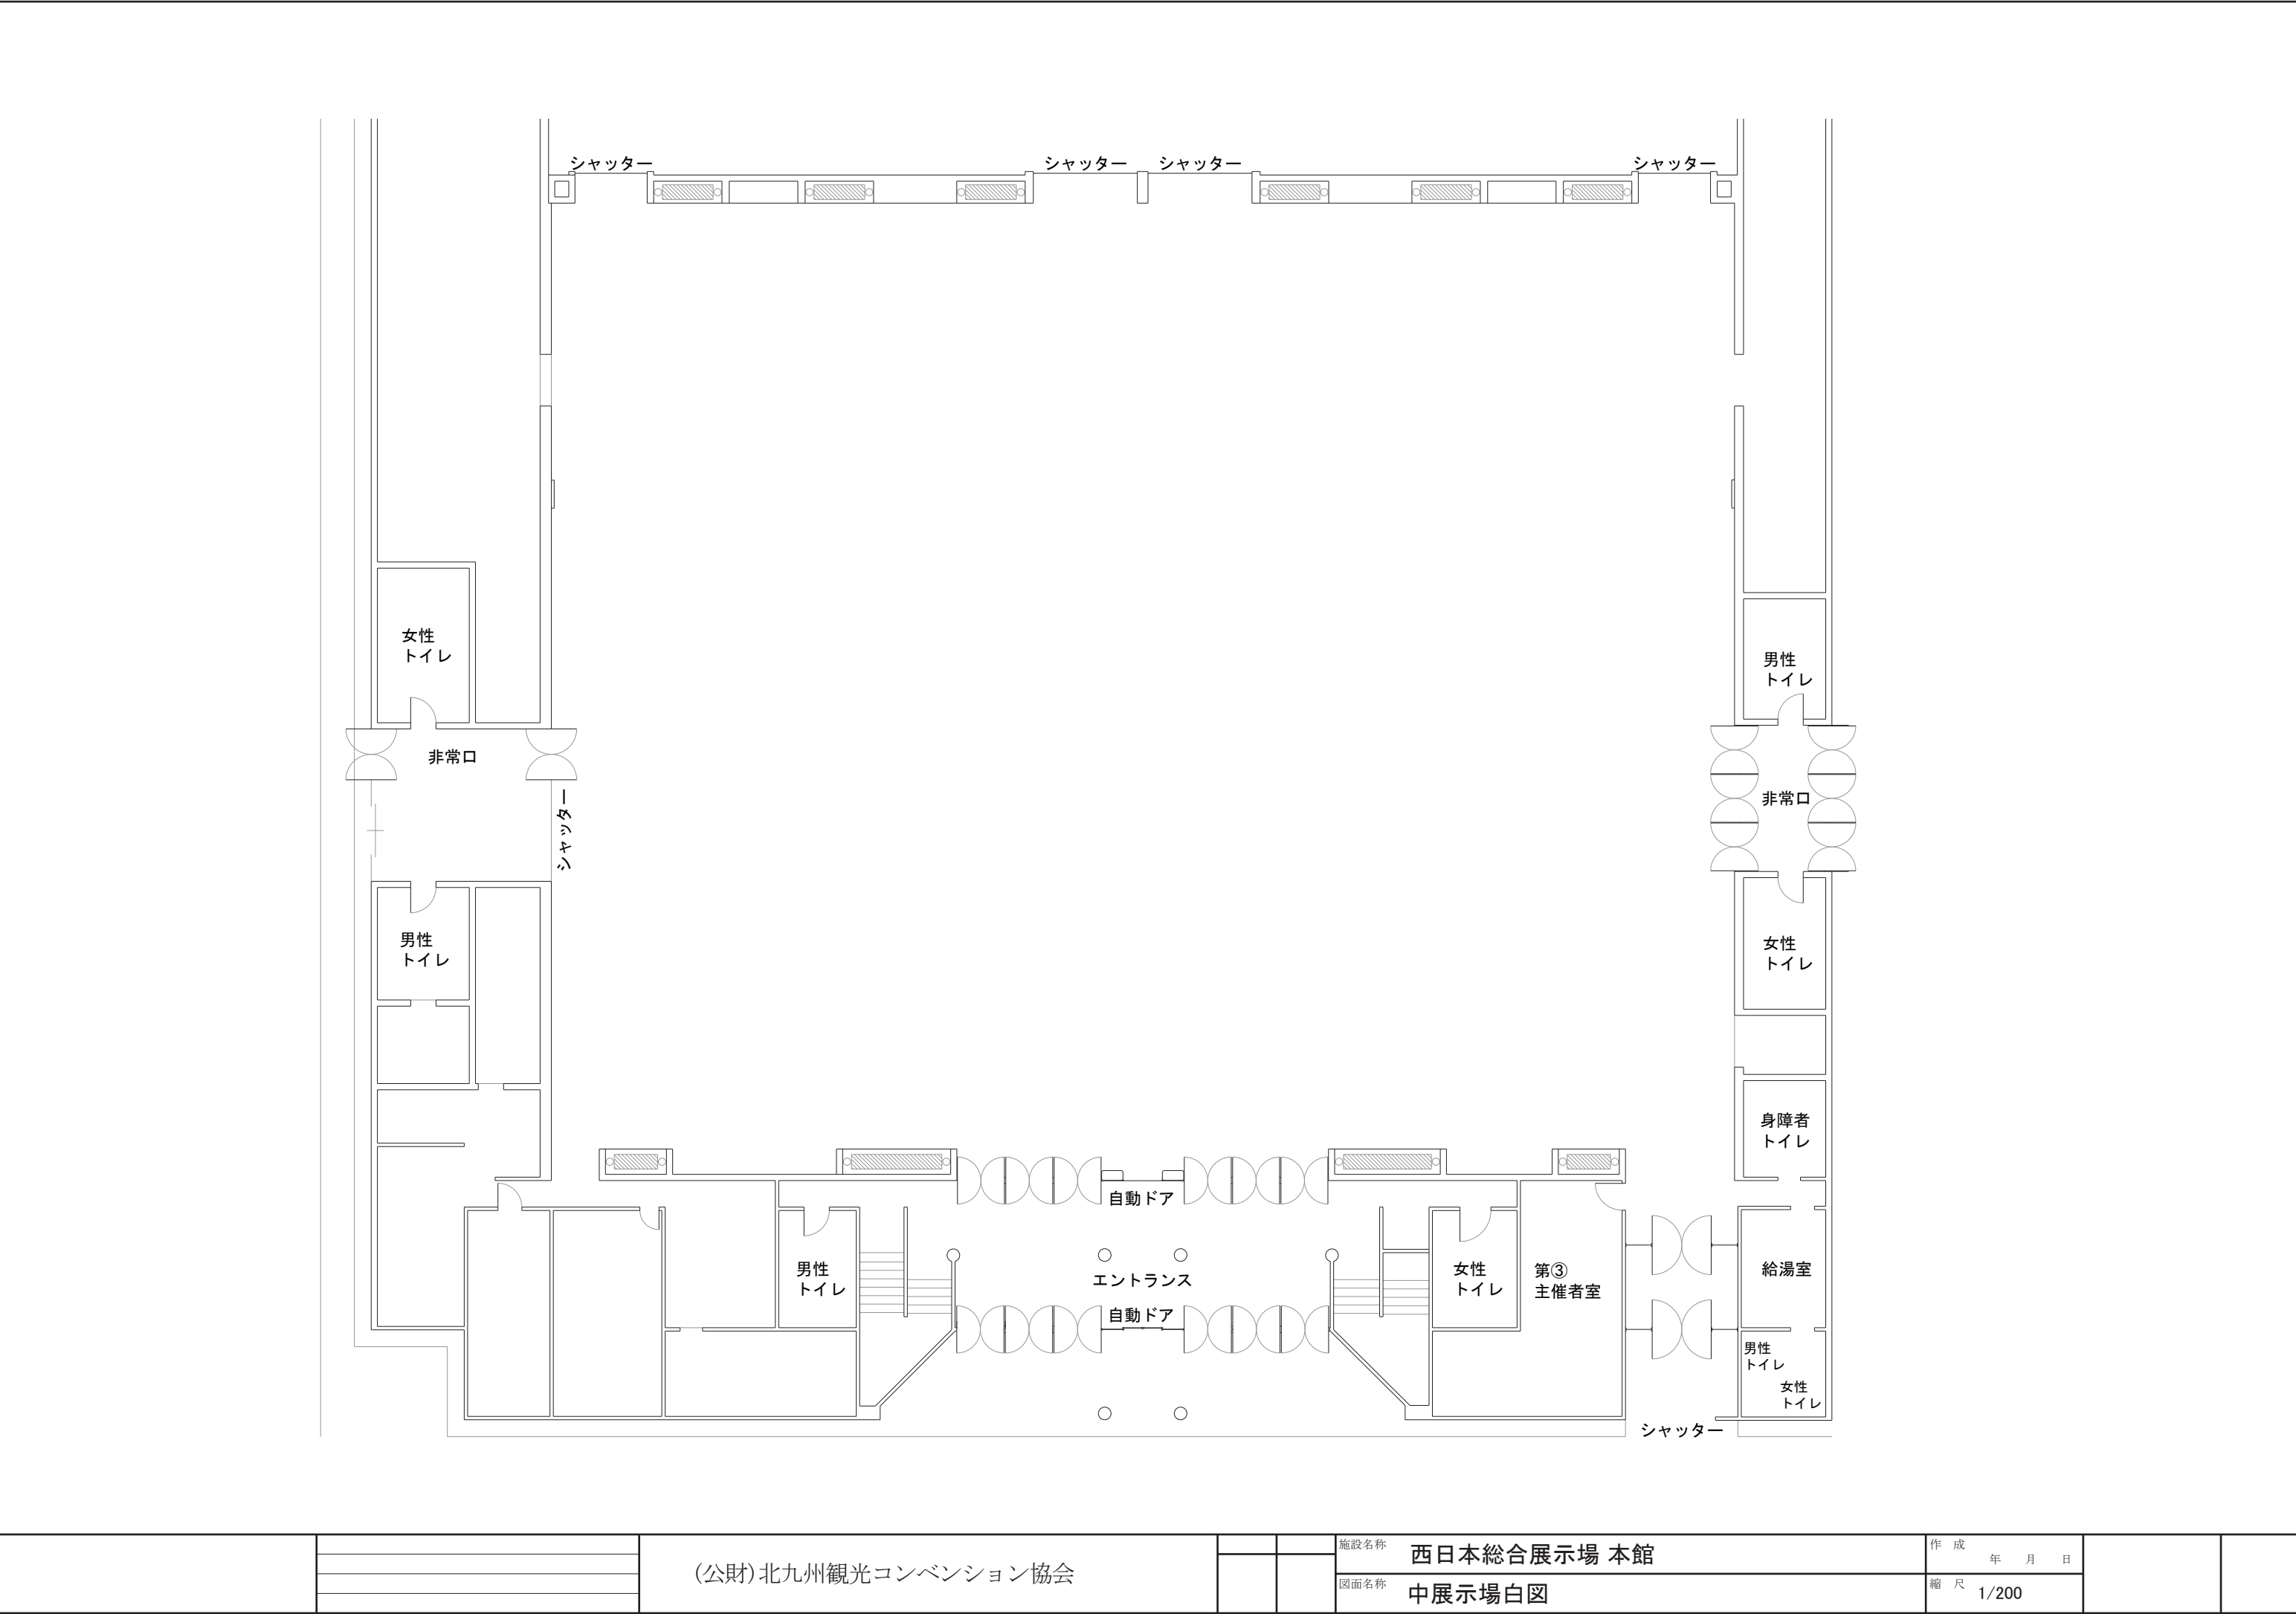 シャッター
シャッター
シャッター
シャッター
女性
トイレ
男性
トイレ
非常口
シャッター
非常口
男性
トイレ
女性
トイレ
身障者
トイレ
自動ドア
男性
トイレ
エントランス
自動ドア
女性
トイレ
第③
主催者室
給湯室
男性
トイレ
女性
トイレ
シャッター
(公財)北九州観光コンベンション協会
施設名称 西日本総合展示場 本館
図面名称 中展示場白図
作 成
年 月 日
縮 尺 1/200